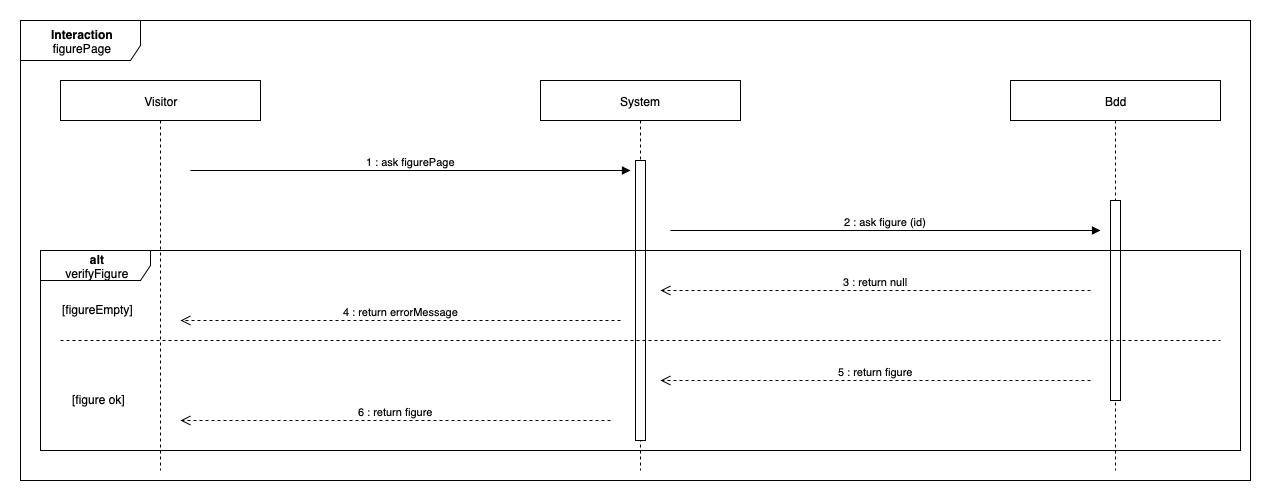 Interaction
figurePage
Visitor
System
Bdd
1 : ask figurePage
2 : ask figure (id)
alt
verifyFigure
3 : return null
[figureEmpty]
4 : return errorMessage
5 : return figure
[figure ok]
6 : return figure